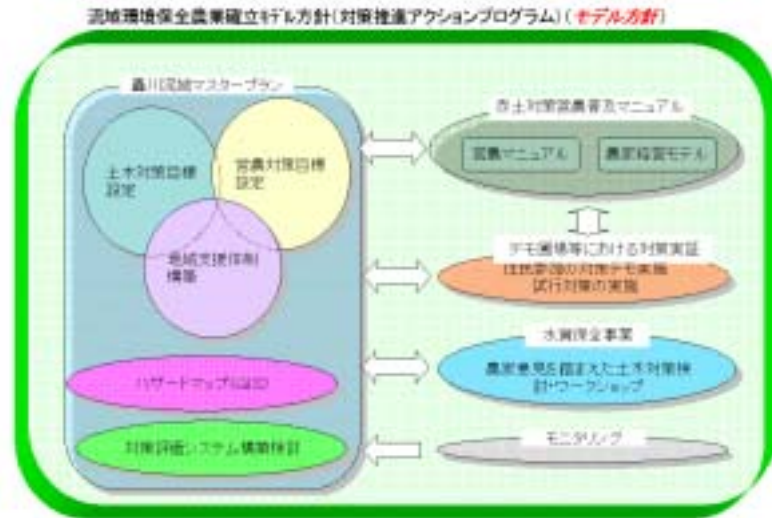 流域環境保全農業確立モデル方針(対策推進アクションプログラム)(モデル方針)
轟川流域マスタープラン
土木対策目標
設定
営農対策目標
設定
地域支援体制
構築
ハザードマップ(GIS)
対策評価システム構築検討
赤土対策営農普及マニュアル
営農マニュアル
農家経営モデル
デモ圃場等における対策実証
住民参加の対策デモ実施
試行対策の実施
水質保全事業
農家意見を踏まえた土木対策検
討・ワークショップ
モニタリング